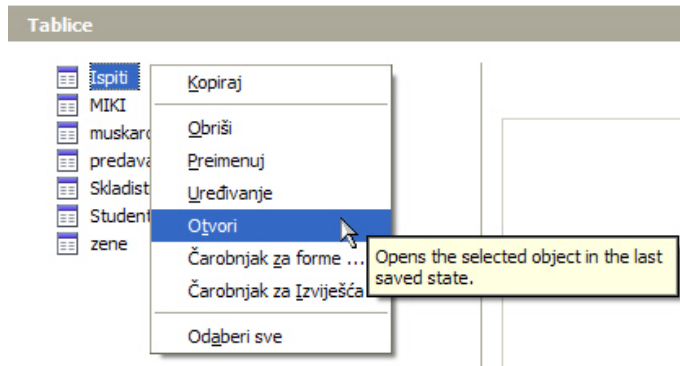 Tablice
Ispiti
MIKI
muskarc
predava
Skladist
Student
zene
Kopiraj
Obriši
Preimenuj
Uređivanje
Otvori
Čarobnjak za forme ...
Čarobnjak za Izviješća
Odaberi sve
Opens the selected object in the last
saved state.